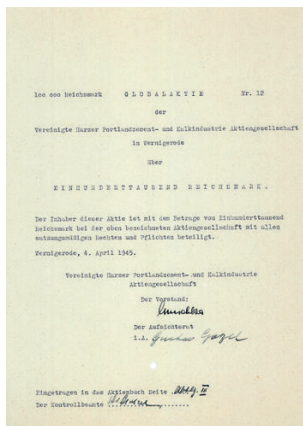 100 000 Reichsmark G L O B A L A K T I E Nr. 12
der
Vereinigte Harzer Portlandzement- und Kalkindustrie Aktiengesellschaft
in Wernigerode
über
E I N H U N D E R T T A U S E N D R E I C H S M A R K .
Der Inhaber dieser Aktie ist mit dem Betrage von Einhunderttausend
Reichsmark bei der oben bezeichneten Aktiengesellschaft mit allen
satzungsmäßigen Rechten und Pflichten beteiligt.
Wernigerode, 4. April 1945.
Vereinigte Harzer Portlandzement- und Kalkindustrie
Aktiengesellschaft
Der Vorstand:
Der Aufsichtsrat
i.A. Gustav
Eingetragen in das Aktienbuch Seite
Der Kontrollbeamte